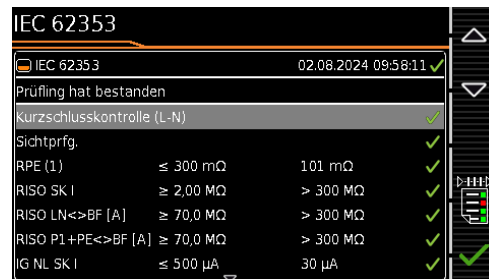 IEC 62353
IEC 62353 02.08.2024 09:58:11
Prüfling hat bestanden
Kurzschlusskontrolle (L-N)
Sichtprfg.
RPE (1) ≤ 300 mΩ 101 mΩ
RISO SK I ≥ 2,00 MΩ > 300 MΩ
RISO LN<>BF [A] ≥ 70,0 MΩ > 300 MΩ
RISO P1+PE<>BF [A] ≥ 70,0 MΩ > 300 MΩ
IG NL SK I ≤ 500 µA 30 µA